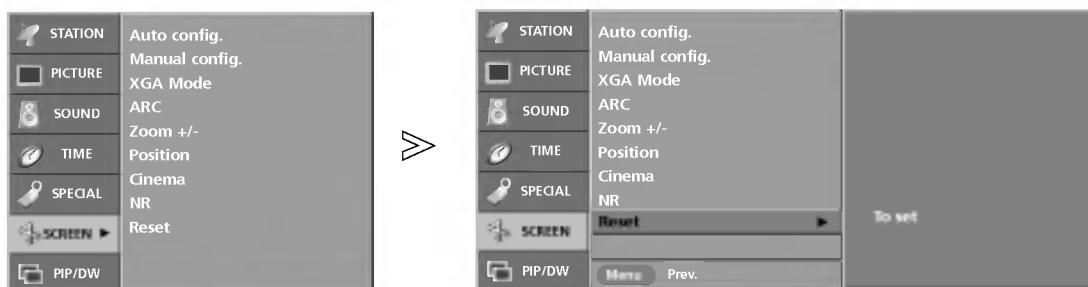 STATION
PICTURE
SOUND
TIME
SPECIAL
SCREEN
PIP/DW
Auto config.
Manual config.
XGA Mode
ARC
Zoom +/-
Position
Cinema
NR
Reset
STATION
PICTURE
SOUND
TIME
SPECIAL
SCREEN
PIP/DW
Auto config.
Manual config.
XGA Mode
ARC
Zoom +/-
Position
Cinema
NR
Reset
Menu Prev.
To set